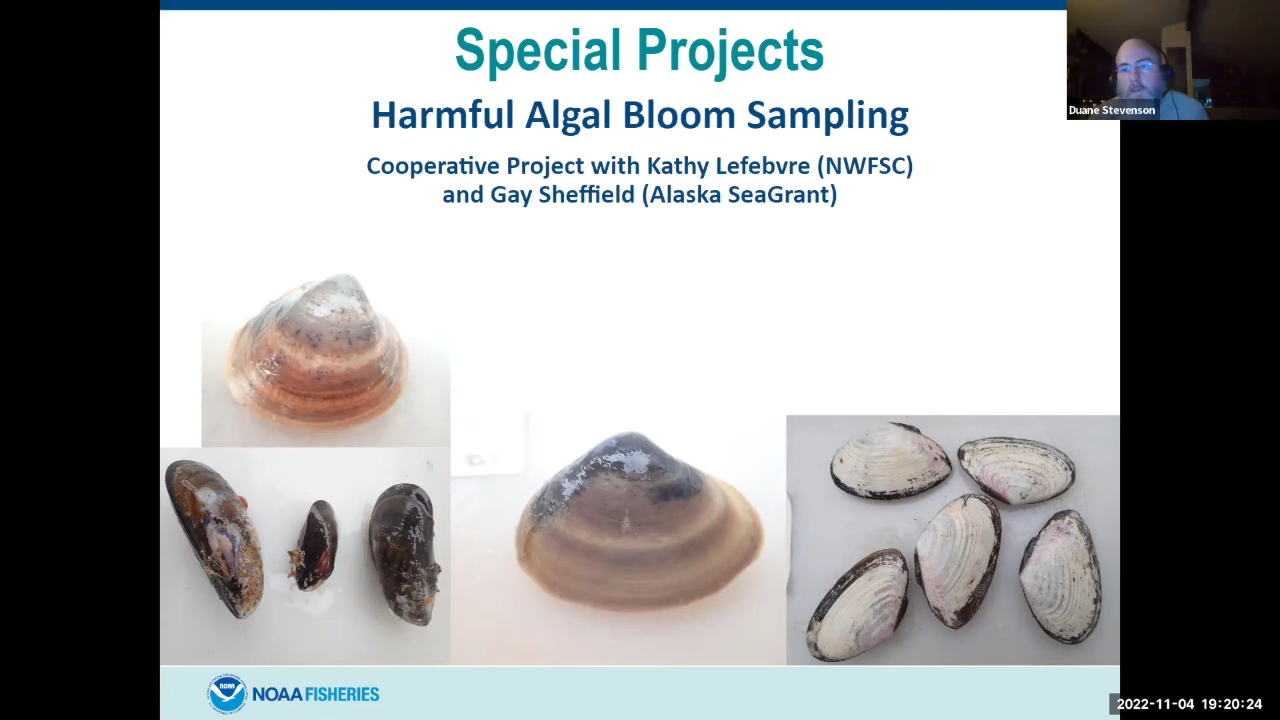 Special Projects
Harmful Algal Bloom Sampling
Cooperative Project with Kathy Lefebvre (NWFSC)
and Gay Sheffield (Alaska SeaGrant)
Duane Stevenson
NOAA
NOAA FISHERIES
2022-11-04 19:20:24